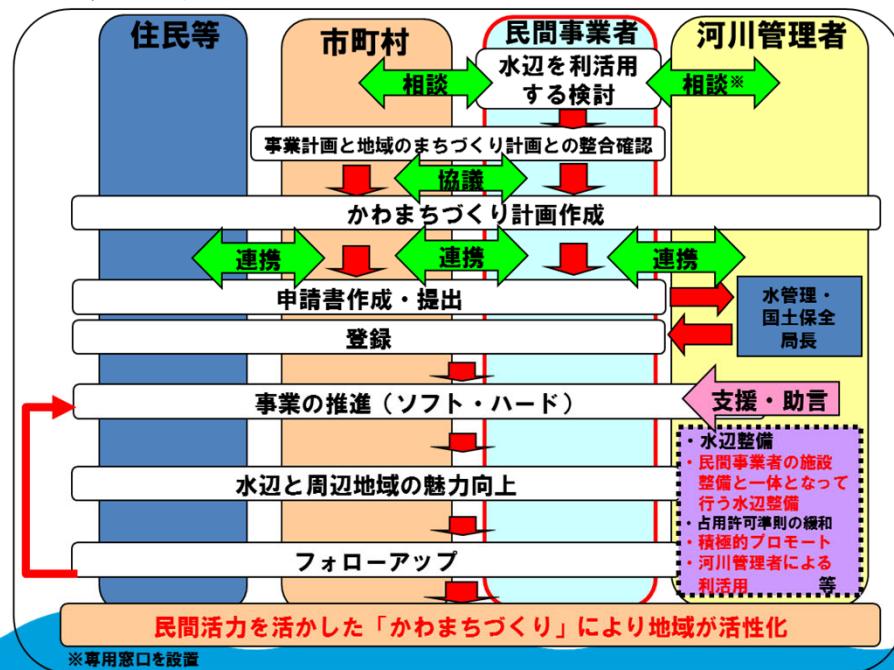 住民等
市町村
民間事業者
河川管理者
相談
水辺を利活用
する検討
相談※
事業計画と地域のまちづくり計画との整合確認
協議
かわまちづくり計画作成
連携
連携
連携
申請書作成・提出
水管理・
国土保全
局長
登録
事業の推進（ソフト・ハード）
支援・助言
・水辺整備
・民間事業者の施設
整備と一体となって
行う水辺整備
・占用許可準則の緩和
・積極的プロモート
・河川管理者による
利活用 等
水辺と周辺地域の魅力向上
フォローアップ
民間活力を活かした「かわまちづくり」により地域が活性化
※専用窓口を設置